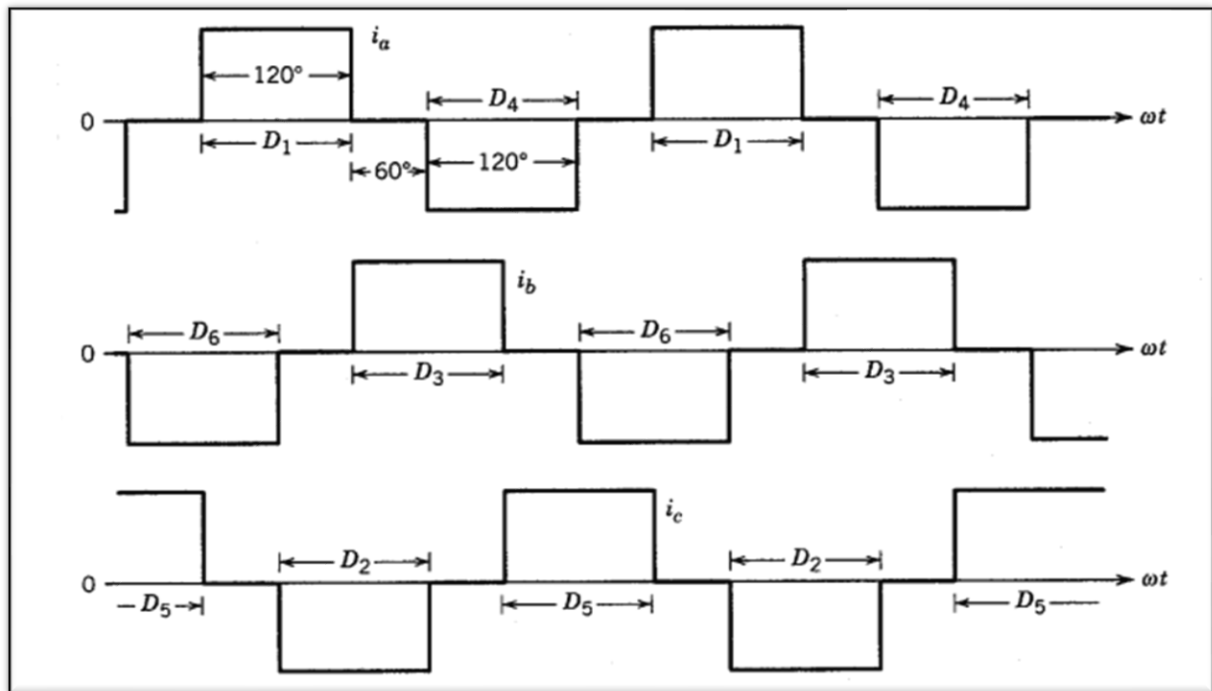 i_a
120°
D_4
D_4
0
ωt
D_1
D_1
60°
120°
i_b
D_6
D_6
0
ωt
D_3
D_3
i_c
D_2
D_2
0
ωt
D_5
D_5
D_5